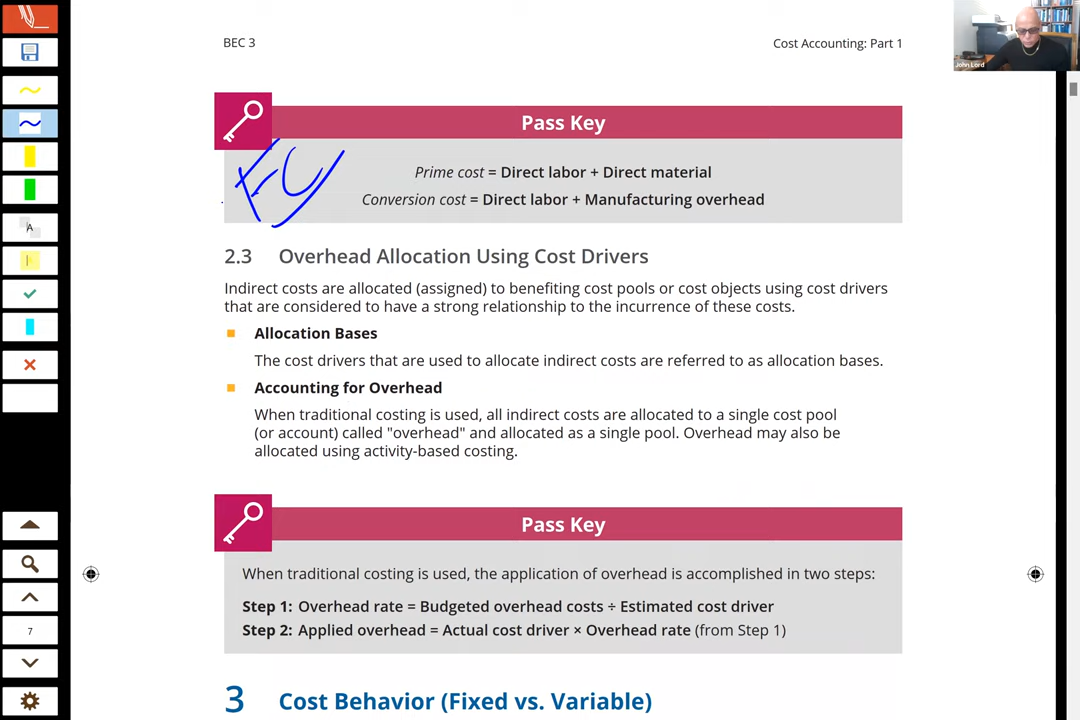 BEC 3
Cost Accounting: Part 1
John Lord
Pass Key
Prime cost = Direct labor + Direct material
Conversion cost = Direct labor + Manufacturing overhead
2.3 Overhead Allocation Using Cost Drivers
Indirect costs are allocated (assigned) to benefiting cost pools or cost objects using cost drivers
that are considered to have a strong relationship to the incurrence of these costs.
Allocation Bases
The cost drivers that are used to allocate indirect costs are referred to as allocation bases.
Accounting for Overhead
When traditional costing is used, all indirect costs are allocated to a single cost pool
(or account) called "overhead" and allocated as a single pool. Overhead may also be
allocated using activity-based costing.
Pass Key
When traditional costing is used, the application of overhead is accomplished in two steps:
Step 1: Overhead rate = Budgeted overhead costs ÷ Estimated cost driver
Step 2: Applied overhead = Actual cost driver × Overhead rate (from Step 1)
3 Cost Behavior (Fixed vs. Variable)
A
7